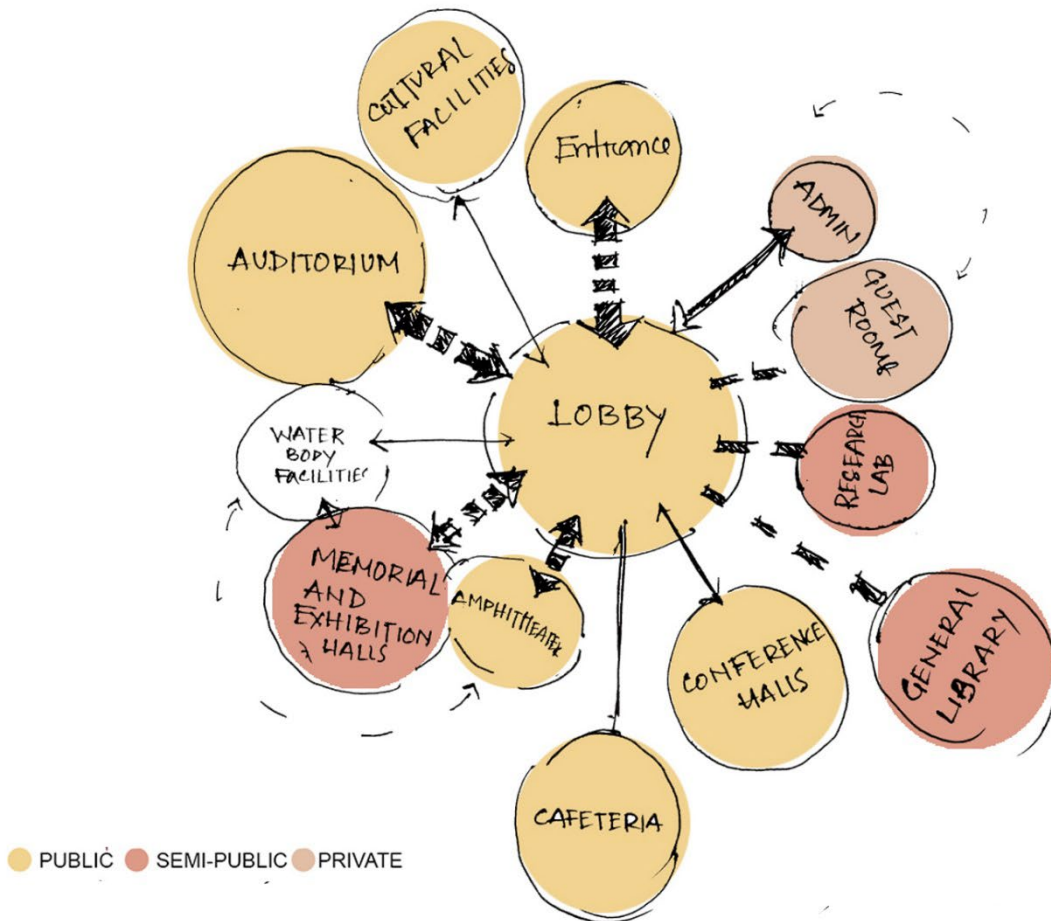 CULTURAL
FACILITIES
Entrance
ADMIN
AUDITORIUM
GUEST
ROOMS
LOBBY
WATER
BODY
FACILITIES
RESEARCH
LAB
MEMORIAL
AND
EXHIBITION
HALLS
AMPHITHEATER
CONFERENCE
HALLS
GENERAL
LIBRARY
CAFETERIA
PUBLIC SEMI-PUBLIC PRIVATE